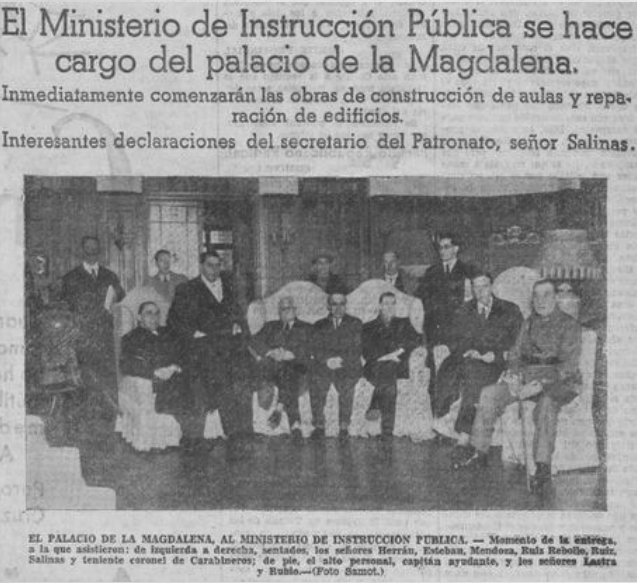 El Ministerio de Instrucción Pública se hace
cargo del palacio de la Magdalena.
Inmediatamente comenzarán las obras de construcción de aulas y repa-
ración de edificios.
Interesantes declaraciones del secretario del Patronato, señor Salinas.
EL PALACIO DE LA MAGDALENA, AL MINISTERIO DE INSTRUCCION PUBLICA. — Momento de la entrega,
a la que asistieron: de izquierda a derecha, sentados, los señores Herrán, Esteban, Mendoza, Ruiz Rebollo, Ruiz,
Salinas y teniente coronel de Carabineros; de pie, el alto personal, capitán ayudante, y los señores Lastra
y Rubio.—(Foto Samot.)